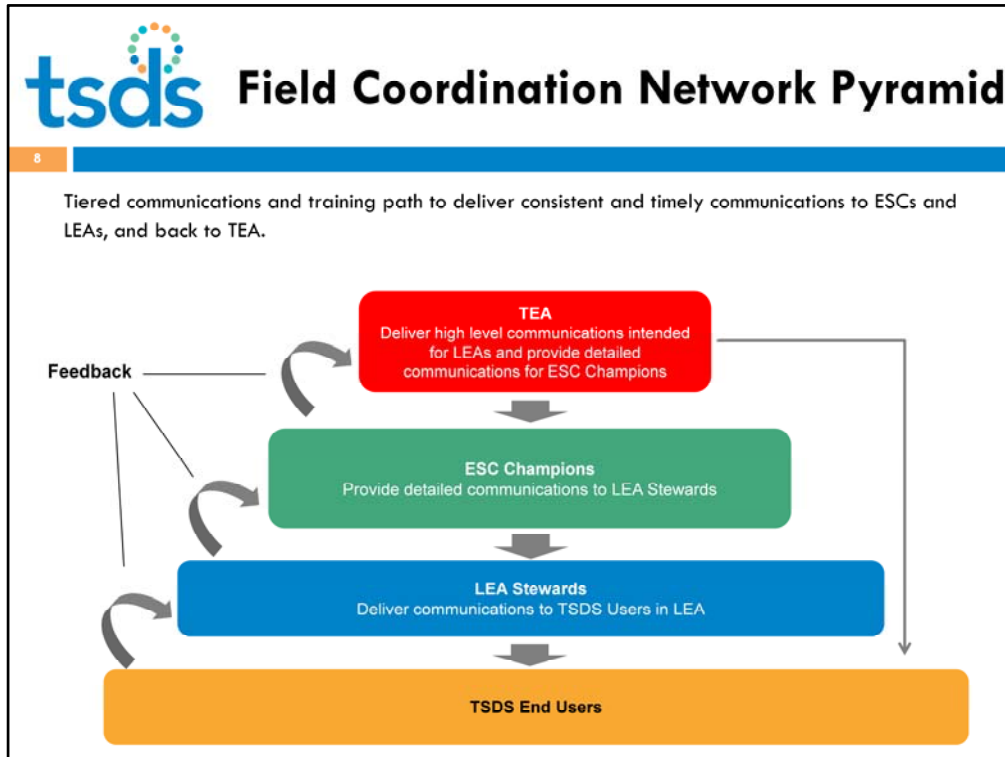 tsds
Field Coordination Network Pyramid
8
Tiered communications and training path to deliver consistent and timely communications to ESCs and
LEAs, and back to TEA.
TEA
Deliver high level communications intended
for LEAs and provide detailed
communications for ESC Champions
Feedback
ESC Champions
Provide detailed communications to LEA Stewards
LEA Stewards
Deliver communications to TSDS Users in LEA
TSDS End Users